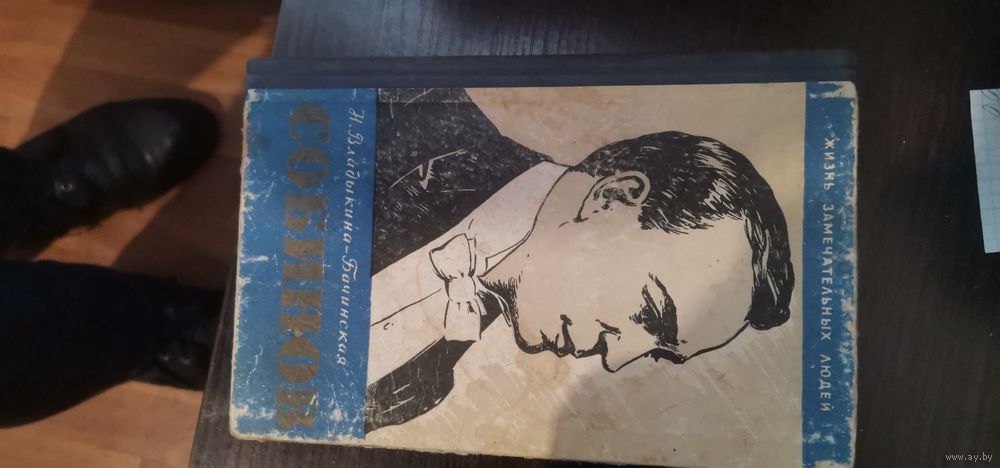 ЖИЗНЬ ЗАМЕЧАТЕЛЬНЫХ ЛЮДЕЙ
Н. Владыкина-Бачинская
СОБИНОВ
www.ay.by